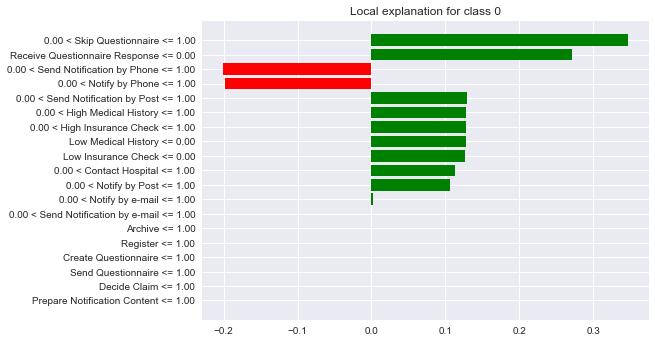 Local explanation for class 0
0.00 < Skip Questionnaire <= 1.00
Receive Questionnaire Response <= 0.00
0.00 < Send Notification by Phone <= 1.00
0.00 < Notify by Phone <= 1.00
0.00 < Send Notification by Post <= 1.00
0.00 < High Medical History <= 1.00
0.00 < High Insurance Check <= 1.00
Low Medical History <= 0.00
Low Insurance Check <= 0.00
0.00 < Contact Hospital <= 1.00
0.00 < Notify by Post <= 1.00
0.00 < Notify by e-mail <= 1.00
0.00 < Send Notification by e-mail <= 1.00
Archive <= 1.00
Register <= 1.00
Create Questionnaire <= 1.00
Send Questionnaire <= 1.00
Decide Claim <= 1.00
Prepare Notification Content <= 1.00
−0.2 −0.1 0.0 0.1 0.2 0.3